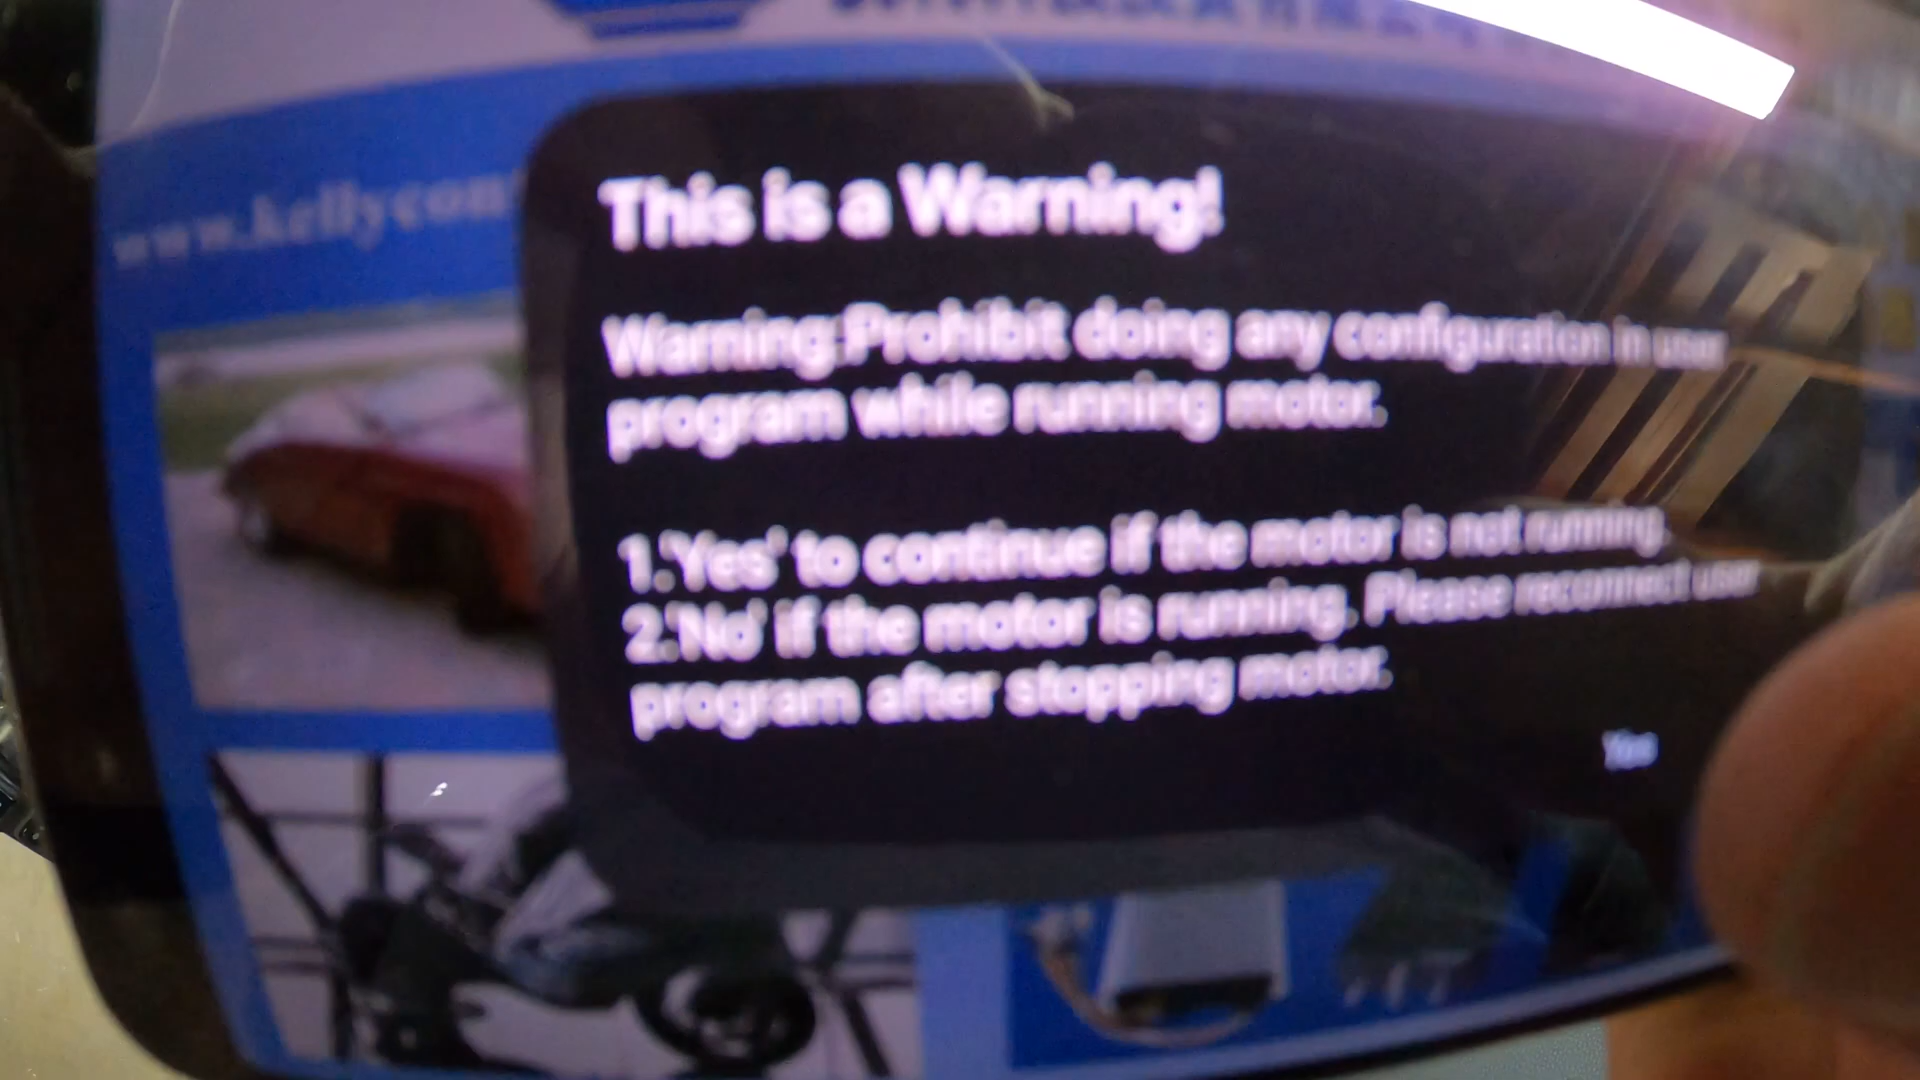 www.kellycon
This is a Warning!
Warning:Prohibit doing any configuration in user
program while running motor.
1.'Yes' to continue if the motor is not running.
2.'No' if the motor is running. Please reconnect user
program after stopping motor.
Yes